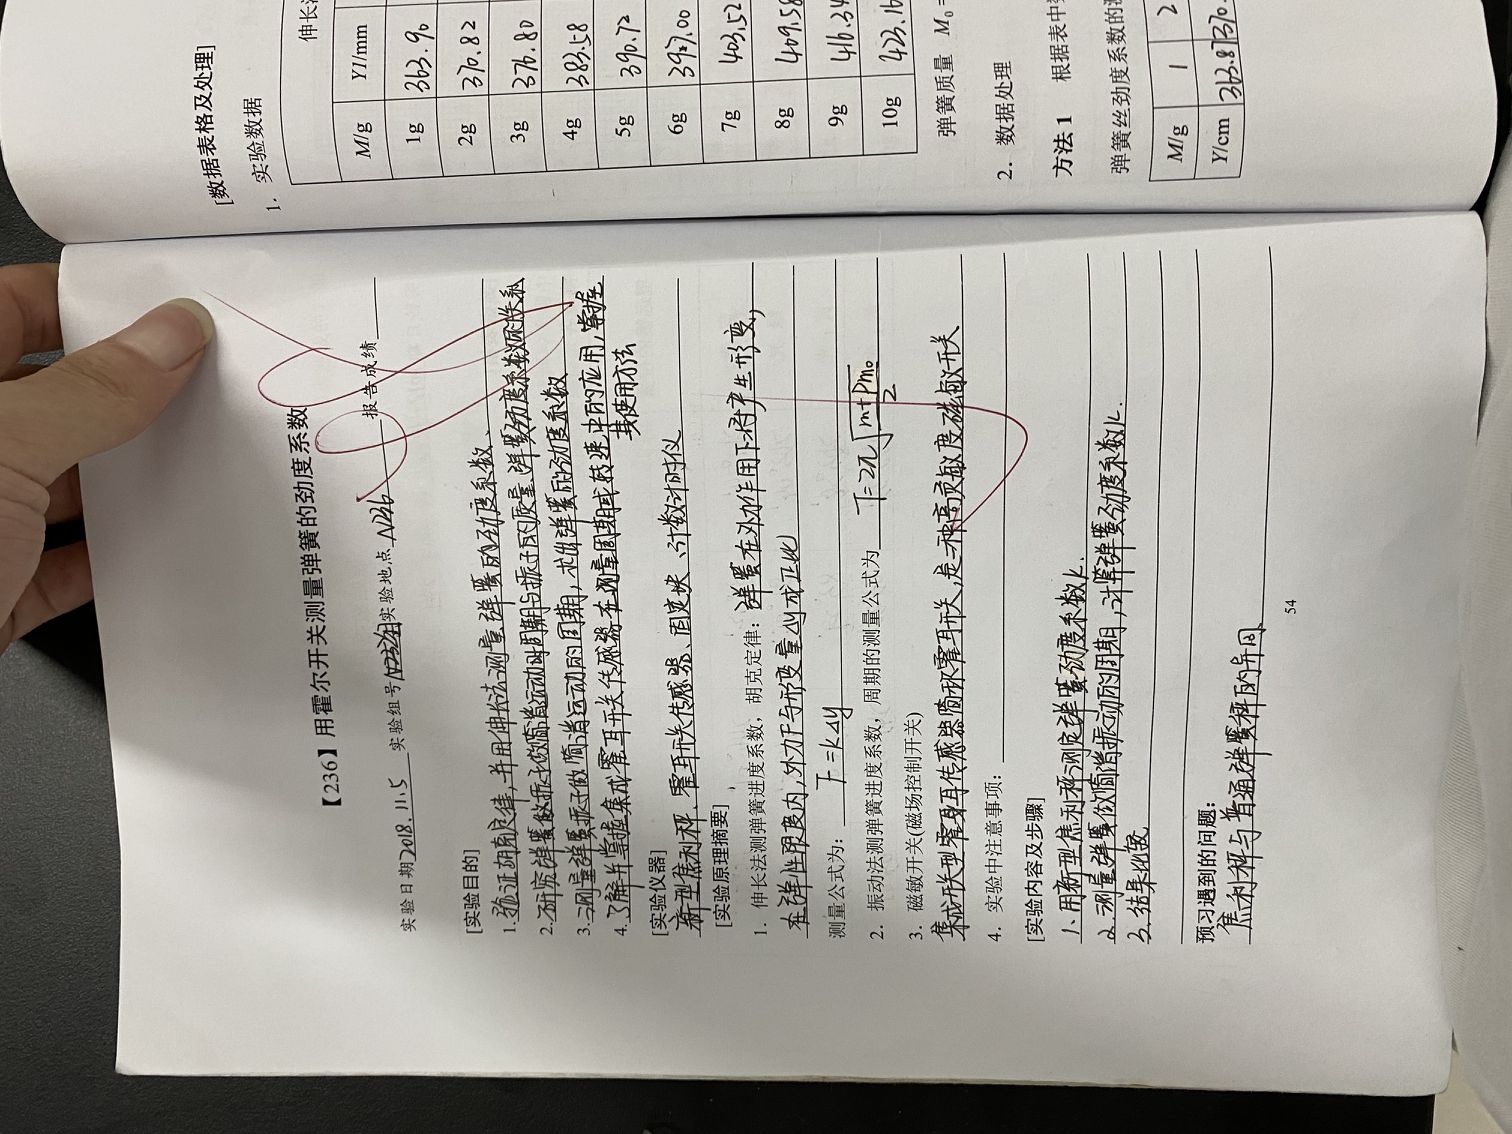 【236】用霍尔开关测量弹簧的劲度系数
实验日期2018.11.5 实验组号 实验地点 N236 报告成绩
[实验目的]
1. 验证胡克定律,并用伸长法测量弹簧的劲度系数、
2. 研究弹簧做振子做简谐运动时周期与振子的质量、弹簧劲度系数的关系
3. 测量弹簧振子做简谐运动的周期,求出弹簧的劲度系数
4. 了解并掌握集成霍耳开关传感器在测量周期或转速中的应用,掌握
其使用方法
[实验仪器]
新型焦利秤、霍耳开关传感器、固定块、计数计时仪
[实验原理摘要]
1. 伸长法测弹簧进度系数,胡克定律:弹簧在外力作用下将产生形变,
在弹性限度内,外力F与形变量Δy成正比
测量公式为: F=kΔy
2. 振动法测弹簧进度系数,周期的测量公式为 T=2π√(m+Pm₀)/2
3. 磁敏开关(磁场控制开关)
集成开关型霍耳传感器简称霍耳开关,是一种高灵敏度磁敏开关
4. 实验中注意事项:
[实验内容及步骤]
1. 用新型焦利秤测定弹簧劲度系数k.
2. 测量弹簧做简谐振动的周期,计算弹簧劲度系数k.
3. 结果比较
预习遇到的问题:
焦利秤与普通弹簧秤的异同
54
[数据表格及处理]
1. 实验数据
伸长
M/g Y1/mm
1g 363.90
2g 370.82
3g 376.80
4g 383.58
5g 390.72
6g 397.00
7g 403.52
8g 409.58
9g 416.34
10g 423.16
弹簧质量 M₀=
2. 数据处理
方法 1 根据表中
弹簧丝劲度系数的
M/g 1 2
Y/cm 363.87 370.